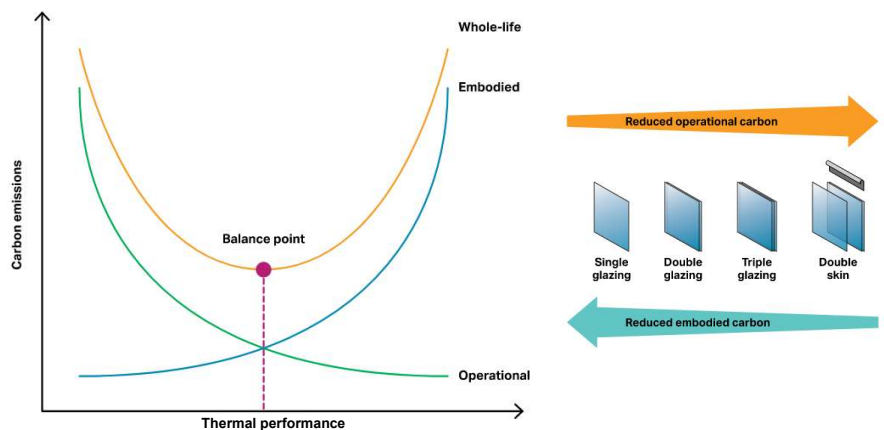 Whole-life
Embodied
Balance point
Operational
Carbon emissions
Thermal performance
Reduced operational carbon
Single
glazing
Double
glazing
Triple
glazing
Double
skin
Reduced embodied carbon